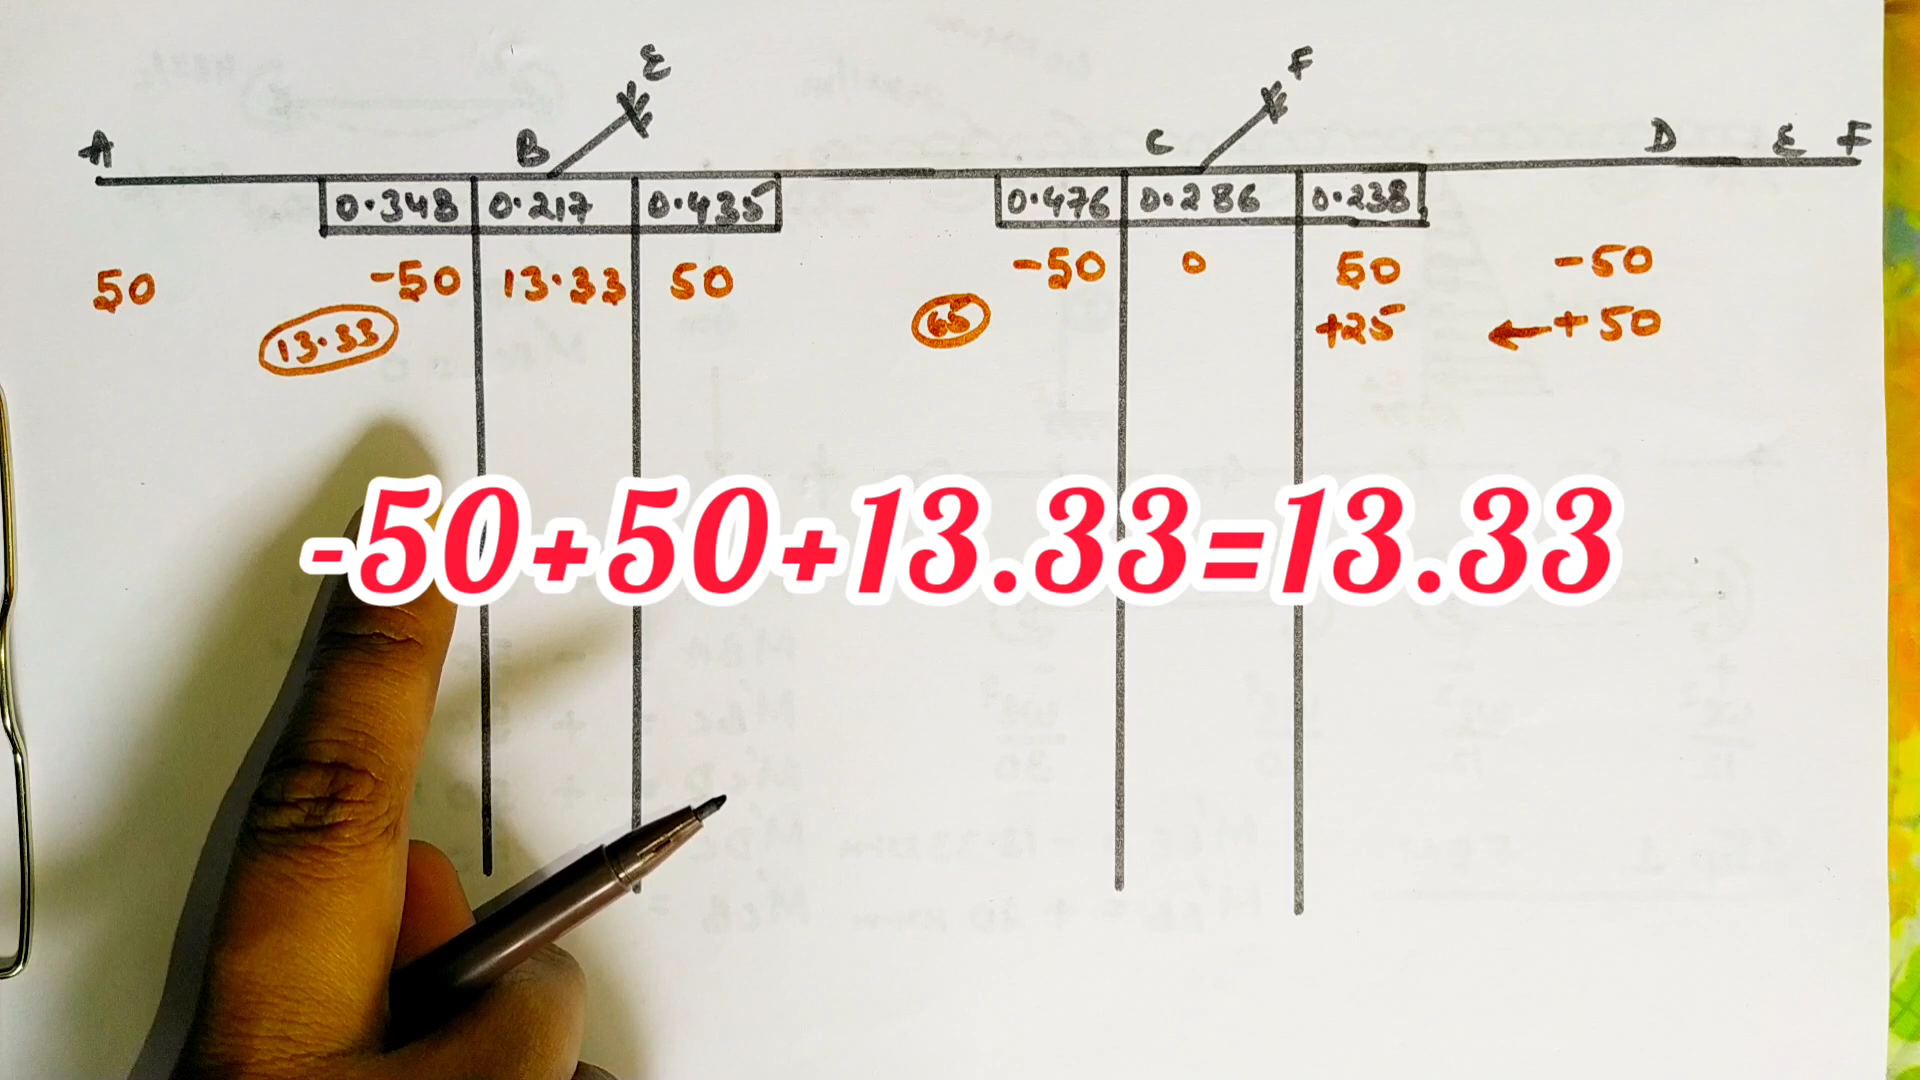 E
F
A B C D E F
0.348 0.217 0.435 0.476 0.286 0.238
50 -50 13.33 50 -50 0 50 -50
13.33 65 +25 ←+50
-50+50+13.33=13.33